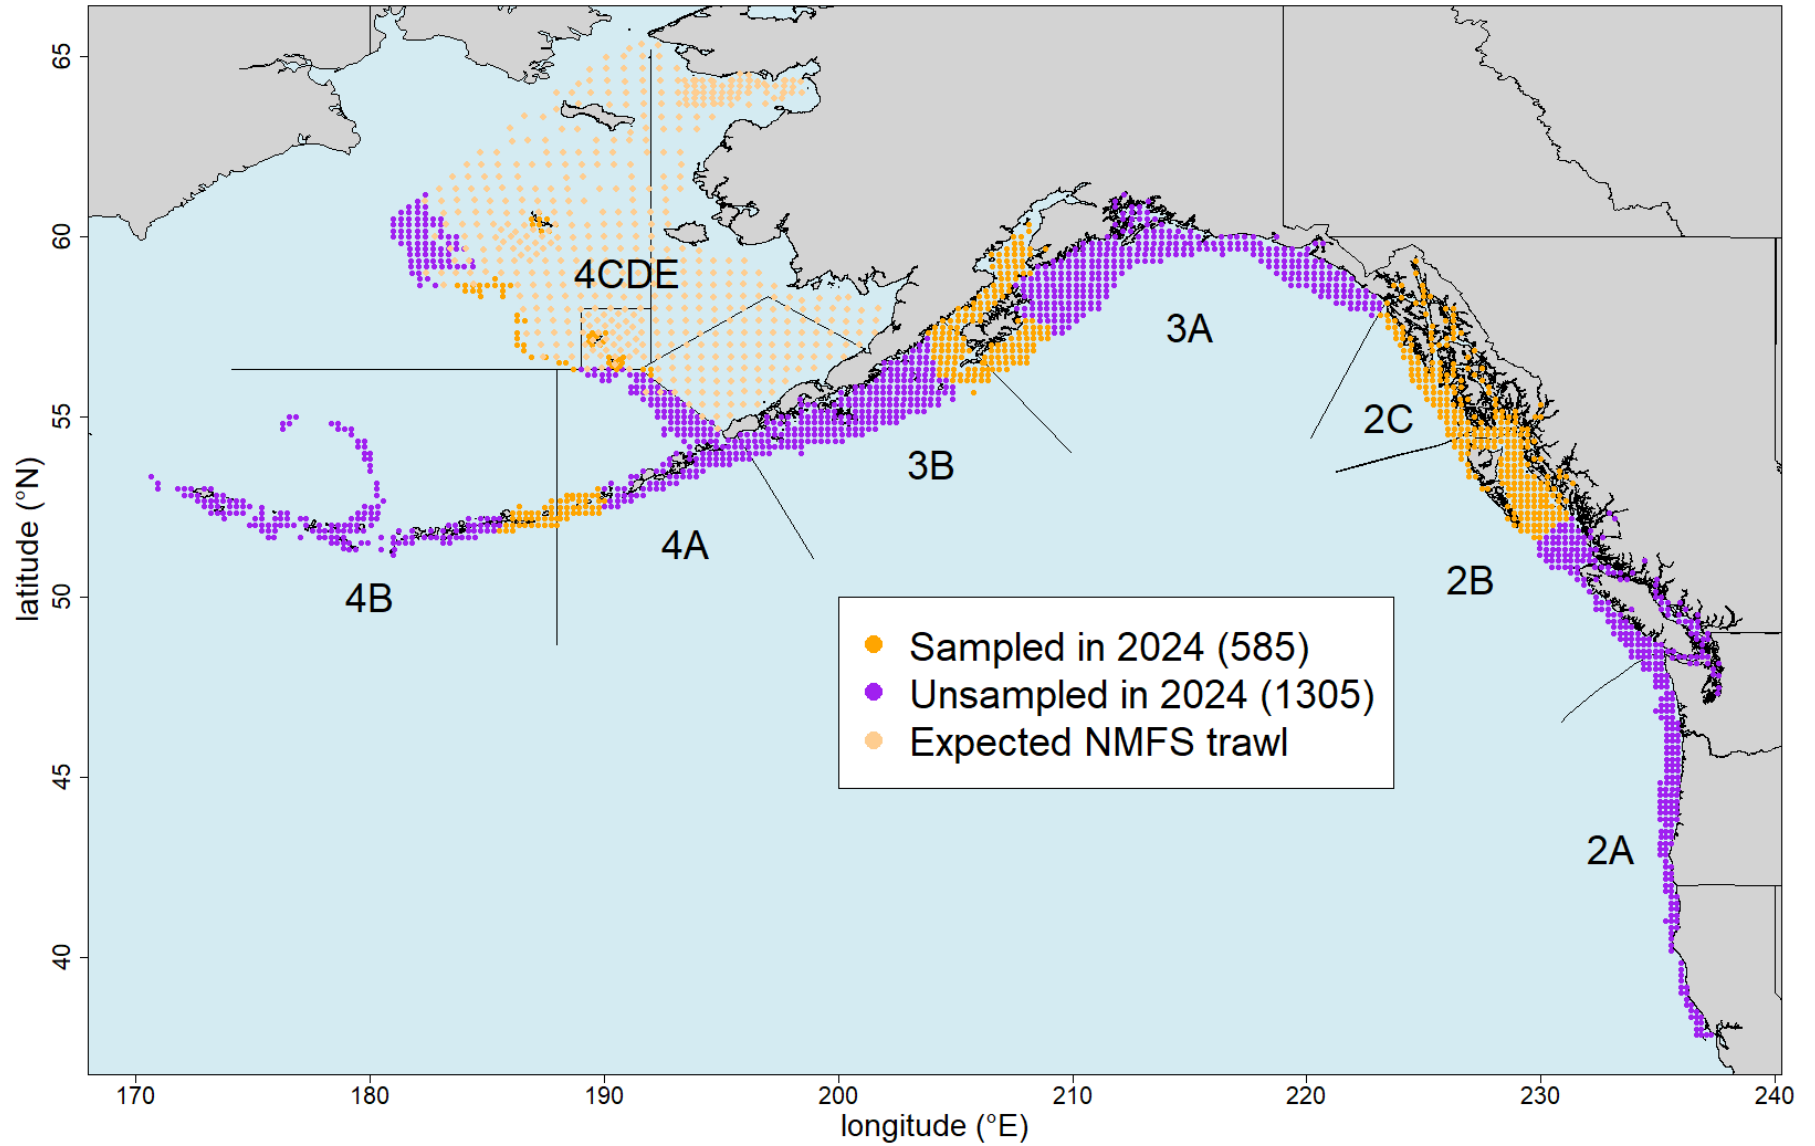 65
60
55
50
45
40
latitude (°N)
4CDE
3A
2C
3B
4A
4B
2B
2A
Sampled in 2024 (585)
Unsampled in 2024 (1305)
Expected NMFS trawl
170
180
190
200
210
220
230
240
longitude (°E)